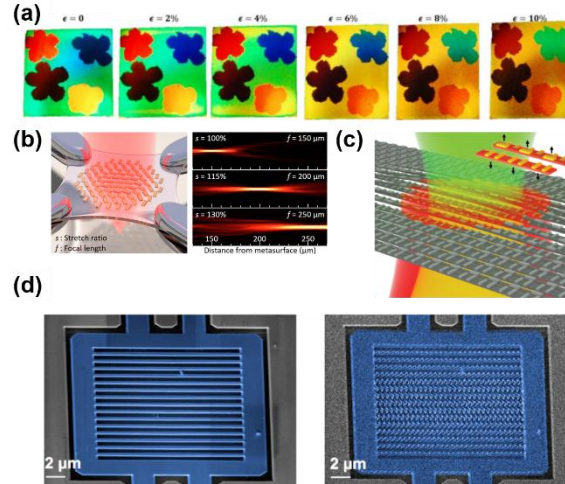 (a)
ϵ = 0 ϵ = 2% ϵ = 4% ϵ = 6% ϵ = 8% ϵ = 10%
(b)
s = 100% f = 150 μm
s = 115% f = 200 μm
s = 130% f = 250 μm
s : Stretch ratio
f : Focal length
150 200 250
Distance from metasurface (μm)
(c)
(d)
2 μm
2 μm